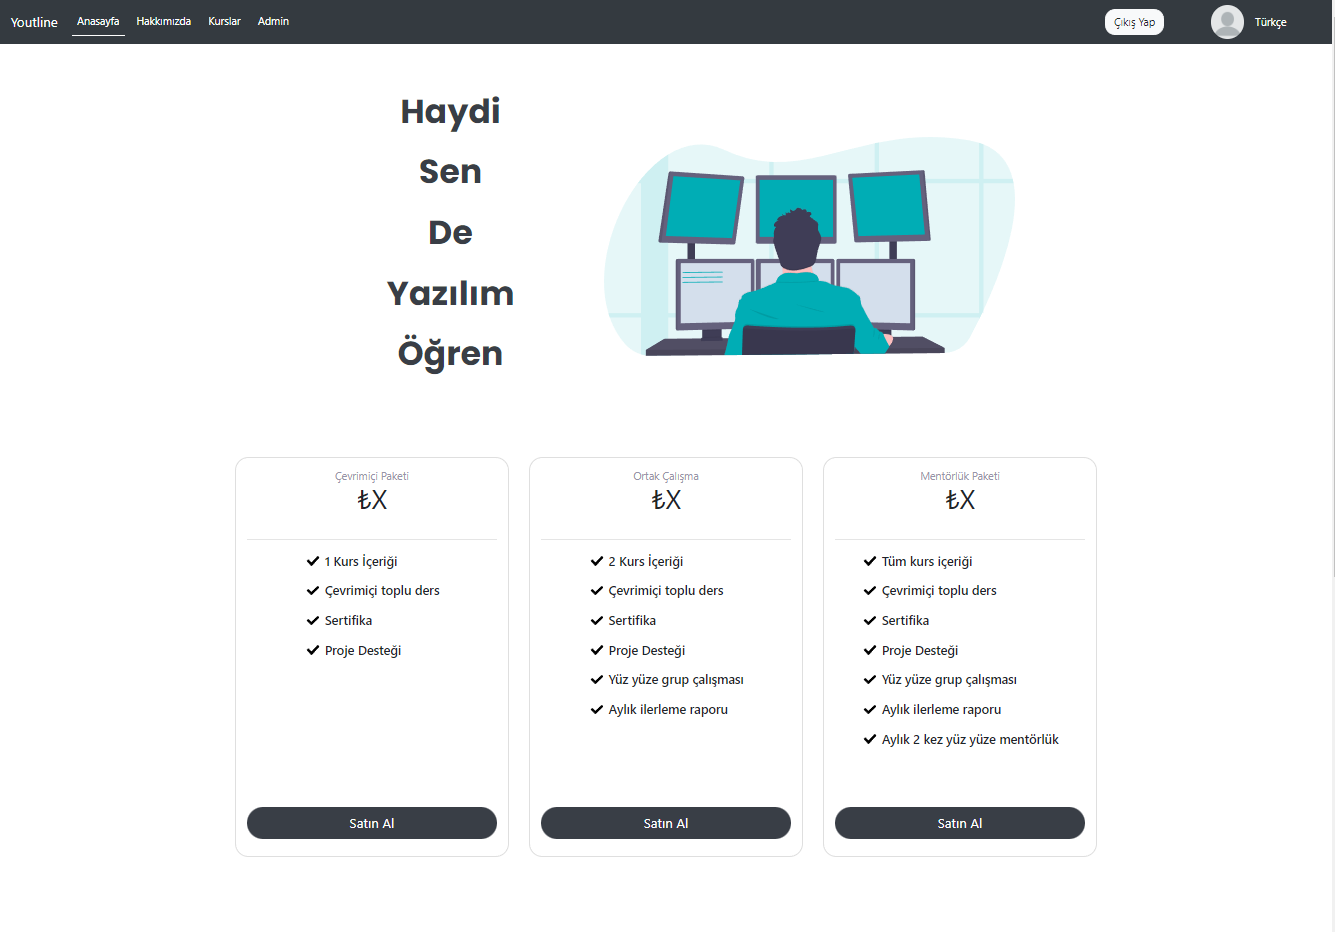 Youtline Anasayfa Hakkımızda Kurslar Admin Çıkış Yap Türkçe
Haydi
Sen
De
Yazılım
Öğren
Çevrimiçi Paketi
₺X
1 Kurs İçeriği
Çevrimiçi toplu ders
Sertifika
Proje Desteği
Satın Al
Ortak Çalışma
₺X
2 Kurs İçeriği
Çevrimiçi toplu ders
Sertifika
Proje Desteği
Yüz yüze grup çalışması
Aylık ilerleme raporu
Satın Al
Mentörlük Paketi
₺X
Tüm kurs içeriği
Çevrimiçi toplu ders
Sertifika
Proje Desteği
Yüz yüze grup çalışması
Aylık ilerleme raporu
Aylık 2 kez yüz yüze mentörlük
Satın Al